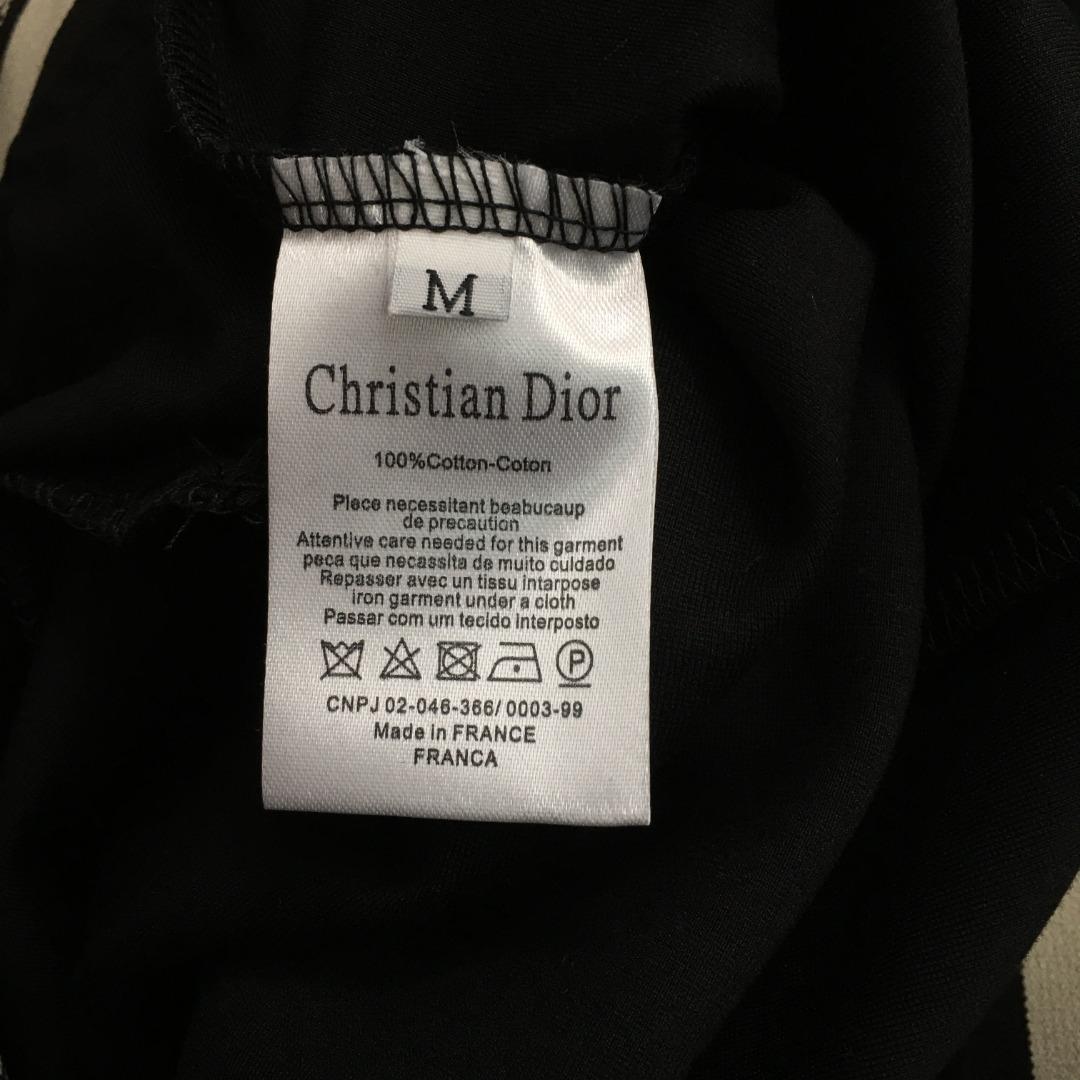 M
Christian Dior
100%Cotton-Coton
Plece necessitant beabucaup
de precaution
Attentive care needed for this garment
peca que necassita de muito culdado
Repasser avec un tissu intarpose
iron garment under a cloth
Passar com um tecido interposto
P
CNPJ 02-046-366/ 0003-99
Made in FRANCE
FRANCA